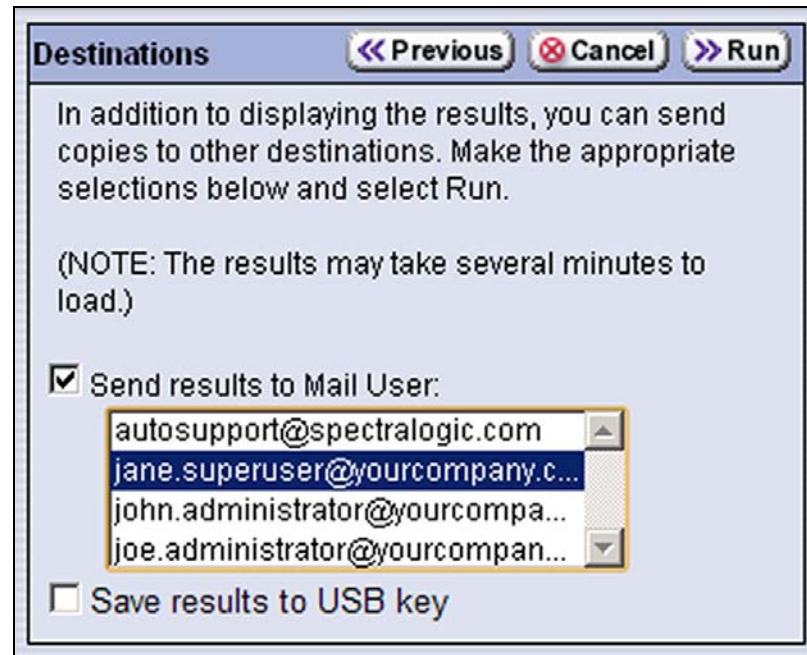 Destinations
Previous
Cancel
Run
In addition to displaying the results, you can send
copies to other destinations. Make the appropriate
selections below and select Run.
(NOTE: The results may take several minutes to
load.)
Send results to Mail User:
autosupport@spectralogic.com
jane.superuser@yourcompany.c...
john.administrator@yourcompa...
joe.administrator@yourcompan...
Save results to USB key